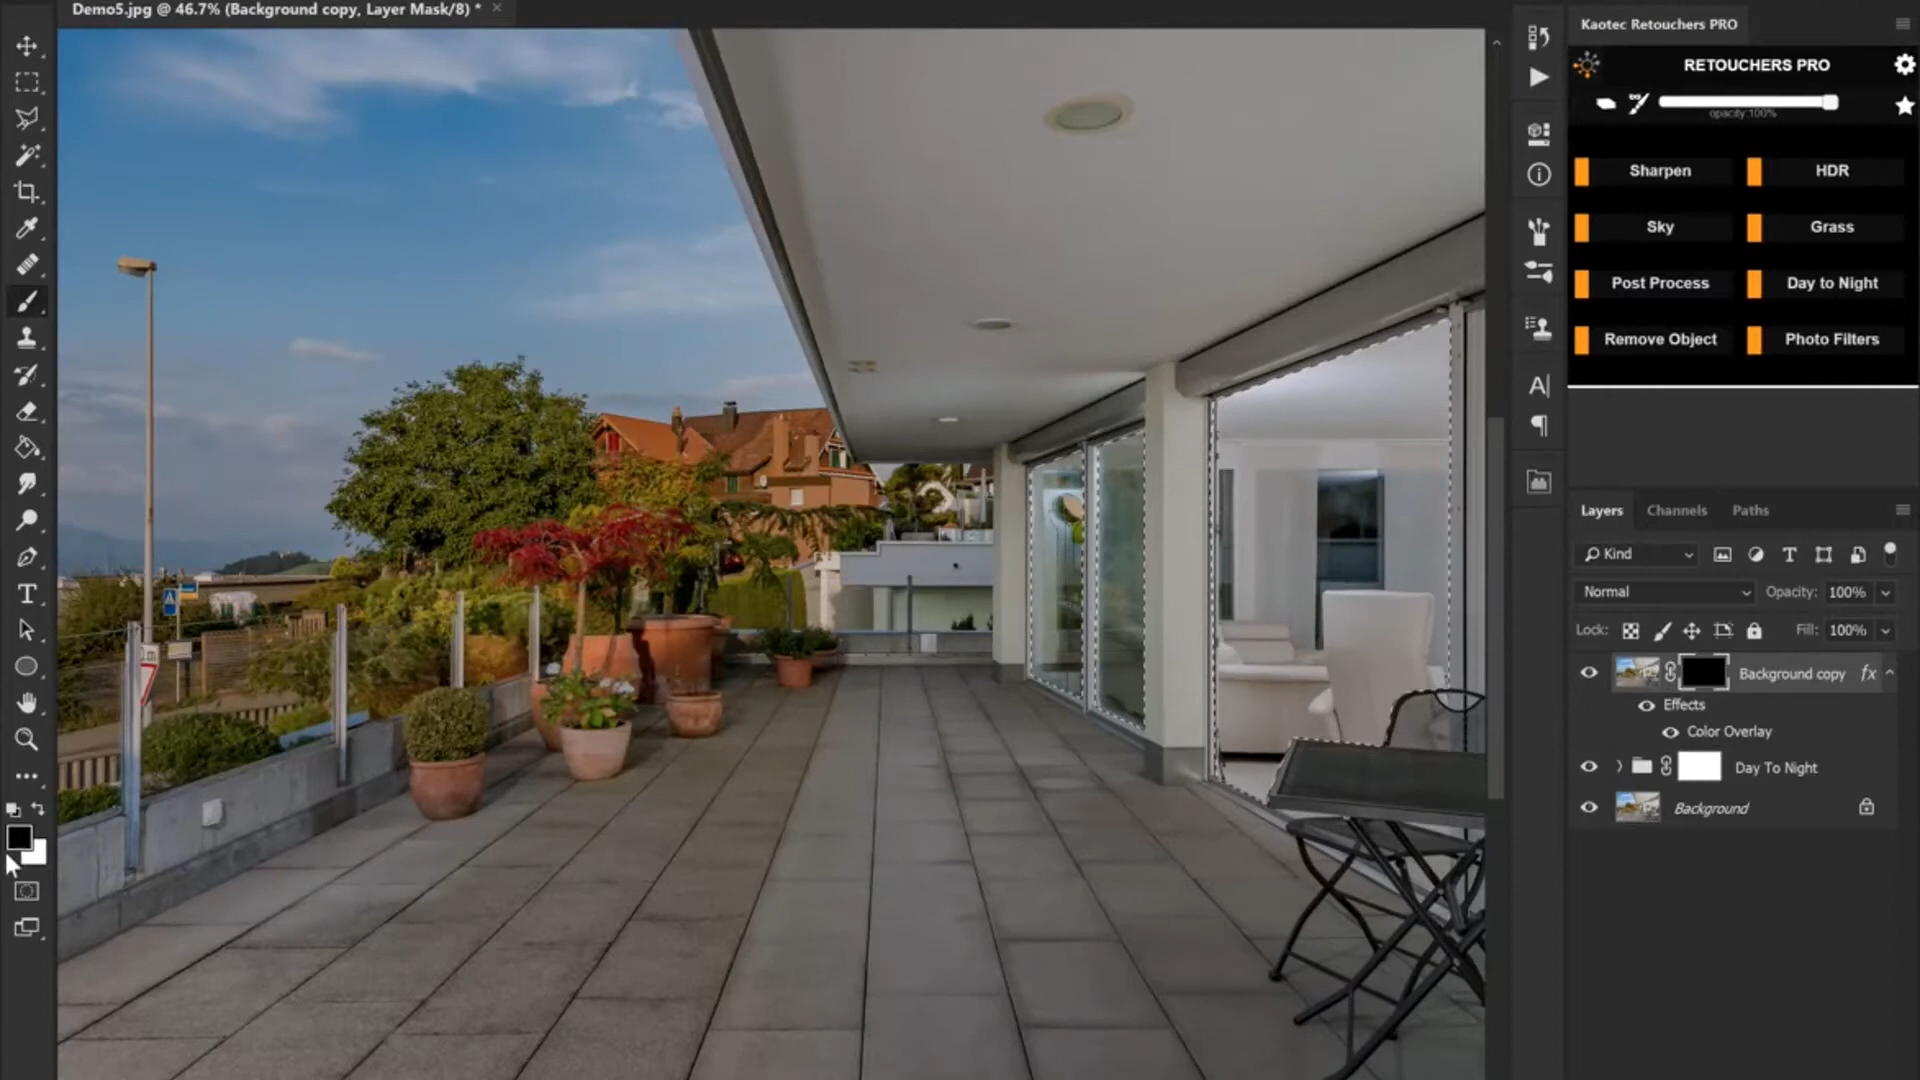 Demo5.jpg @ 46.7% (Background copy, Layer Mask/8) *
Kaotec Retouchers PRO
RETOUCHERS PRO
opacity:100%
Sharpen
HDR
Sky
Grass
Post Process
Day to Night
Remove Object
Photo Filters
Layers
Channels
Paths
Kind
Normal
Opacity: 100%
Lock:
Fill: 100%
Background copy
fx
Effects
Color Overlay
Day To Night
Background